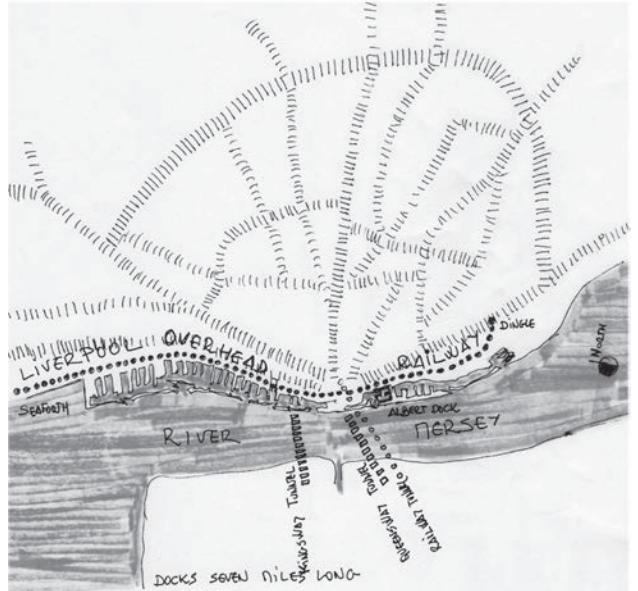 LIVERPOOL OVERHEAD RAILWAY
DINGLE
NORTH
SEAFORTH
ALBERT DOCK
RIVER MERSEY
KINGSWAY TUNNEL
QUEENSWAY TUNNEL
RAILWAY TUNNEL
DOCKS SEVEN MILES LONG